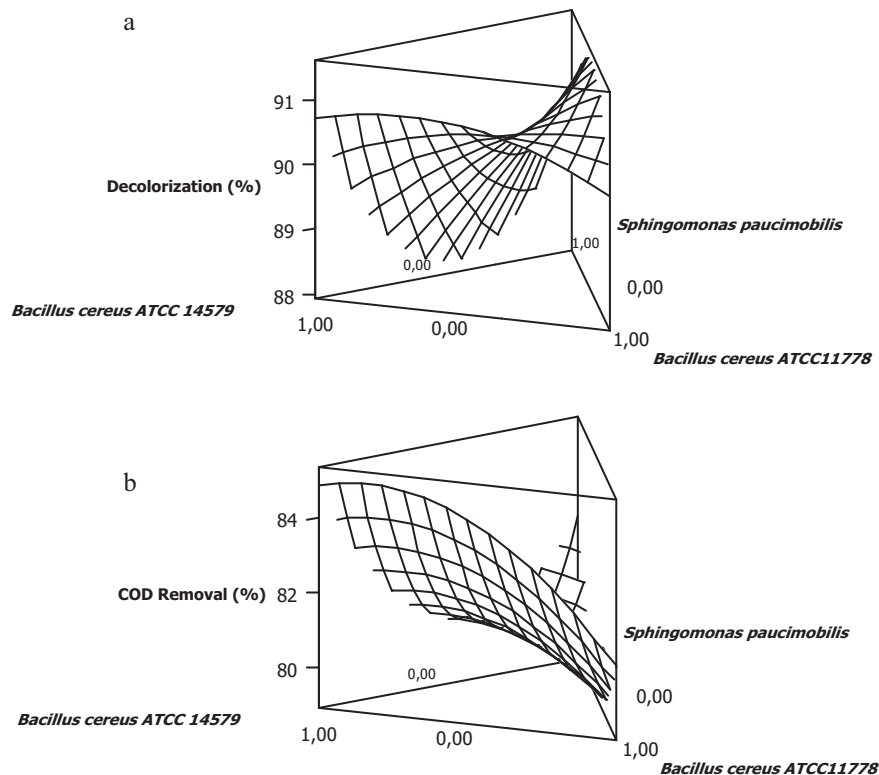 a
91
90
Decolorization (%)
89
Sphingomonas paucimobilis
1,00
0,00
0,00
88
Bacillus cereus ATCC 14579
1,00
0,00
1,00
Bacillus cereus ATCC11778
b
84
COD Removal (%)
82
Sphingomonas paucimobilis
80
0,00
0,00
Bacillus cereus ATCC 14579
1,00
0,00
1,00
Bacillus cereus ATCC11778